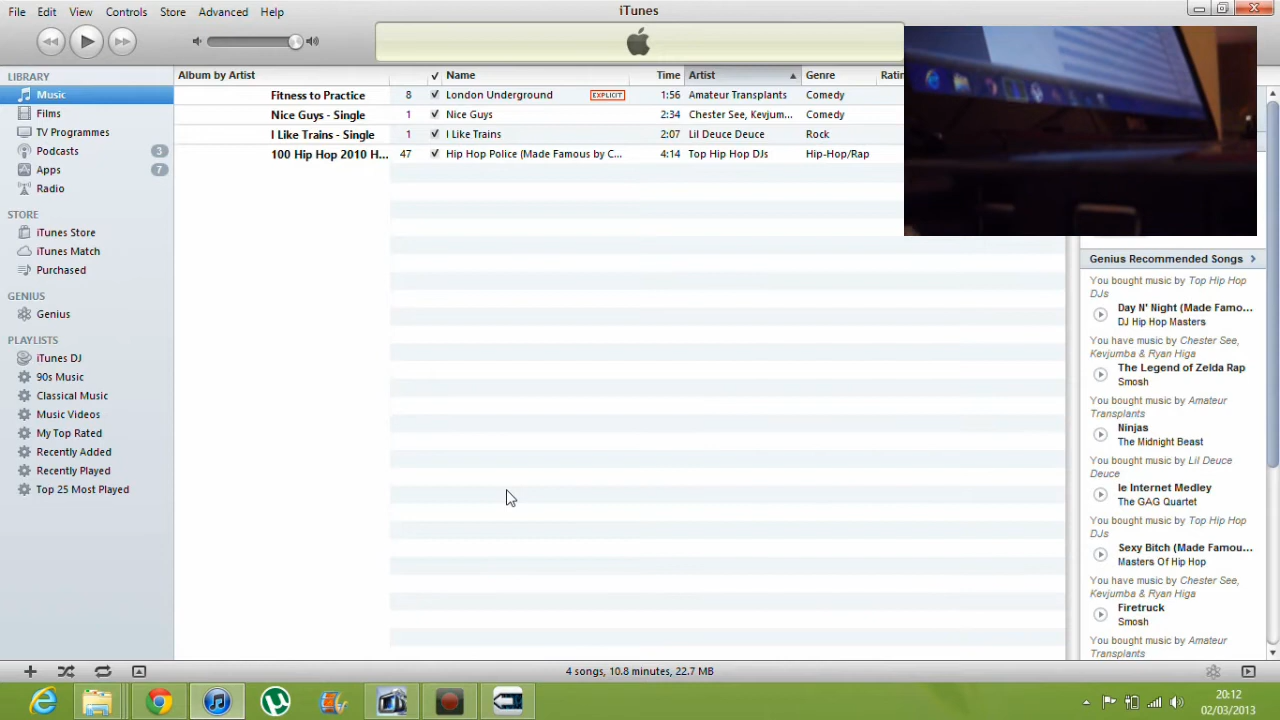 File Edit View Controls Store Advanced Help
iTunes
LIBRARY
Music
Films
TV Programmes
Podcasts 3
Apps 7
Radio
STORE
iTunes Store
iTunes Match
Purchased
GENIUS
Genius
PLAYLISTS
iTunes DJ
90s Music
Classical Music
Music Videos
My Top Rated
Recently Added
Recently Played
Top 25 Most Played
Album by Artist ✓ Name Time Artist Genre Ratin
Fitness to Practice 8 London Underground EXPLICIT 1:56 Amateur Transplants Comedy
Nice Guys - Single 1 Nice Guys 2:34 Chester See, Kevjum... Comedy
I Like Trains - Single 1 I Like Trains 2:07 Lil Deuce Deuce Rock
100 Hip Hop 2010 H... 47 Hip Hop Police (Made Famous by C... 4:14 Top Hip Hop DJs Hip-Hop/Rap
Genius Recommended Songs
You bought music by Top Hip Hop
DJs
Day N' Night (Made Famo...
DJ Hip Hop Masters
You have music by Chester See,
Kevjumba & Ryan Higa
The Legend of Zelda Rap
Smosh
You bought music by Amateur
Transplants
Ninjas
The Midnight Beast
You bought music by Lil Deuce
Deuce
le Internet Medley
The GAG Quartet
You bought music by Top Hip Hop
DJs
Sexy Bitch (Made Famou...
Masters Of Hip Hop
You have music by Chester See,
Kevjumba & Ryan Higa
Firetruck
Smosh
You bought music by Amateur
Transplants
4 songs, 10.8 minutes, 22.7 MB
20:12
02/03/2013